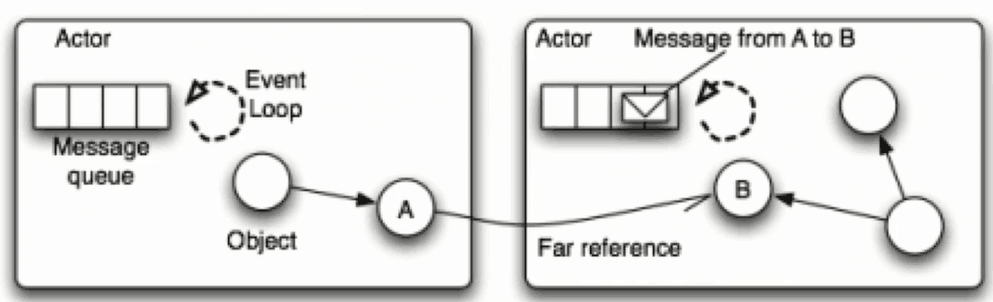 Actor
Event
Loop
Message
queue
A
Object
Actor
Message from A to B
B
Far reference